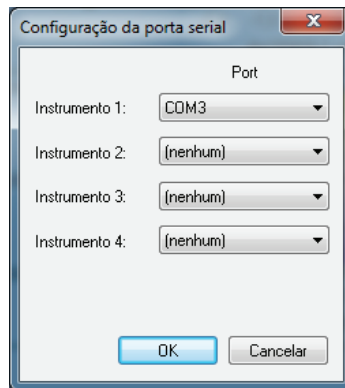 Configuração da porta serial
Port
Instrumento 1: COM3
Instrumento 2: (nenhum)
Instrumento 3: (nenhum)
Instrumento 4: (nenhum)
OK Cancelar